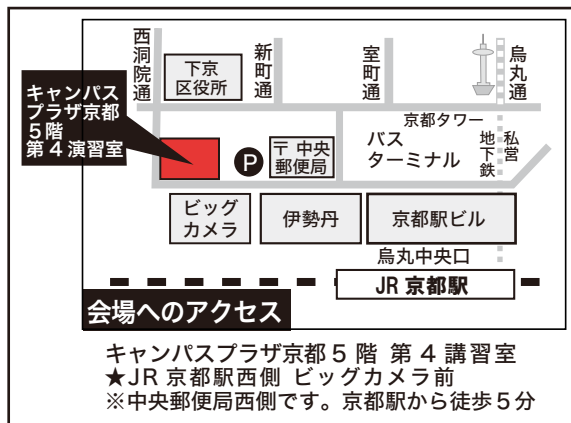 西洞院通
下京
区役所
新町通
室町通
烏丸通
キャンパス
プラザ京都
5階
第4演習室
P
〒中央
郵便局
京都タワー
バス
ターミナル
地下鉄
私営
ビッグ
カメラ
伊勢丹
京都駅ビル
烏丸中央口
JR 京都駅
会場へのアクセス
キャンパスプラザ京都5 階 第4講習室
★JR 京都駅西側 ビッグカメラ前
※中央郵便局西側です。京都駅から徒歩5分